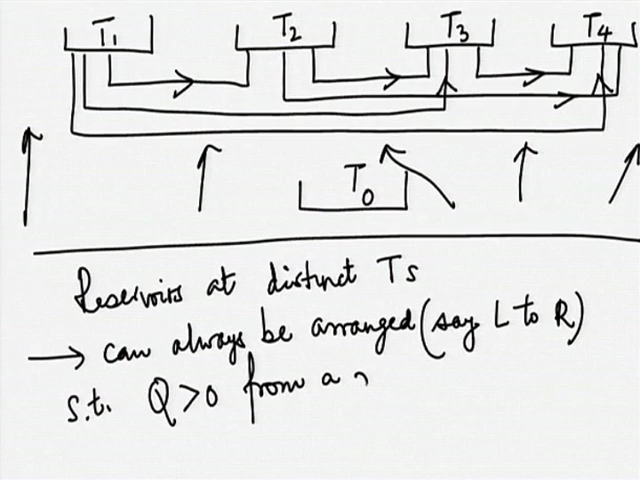 T₁ T₂ T₃ T₄
T₀
Reservoirs at distinct Ts
→ can always be arranged (say L to R)
s.t. Q>0 from a